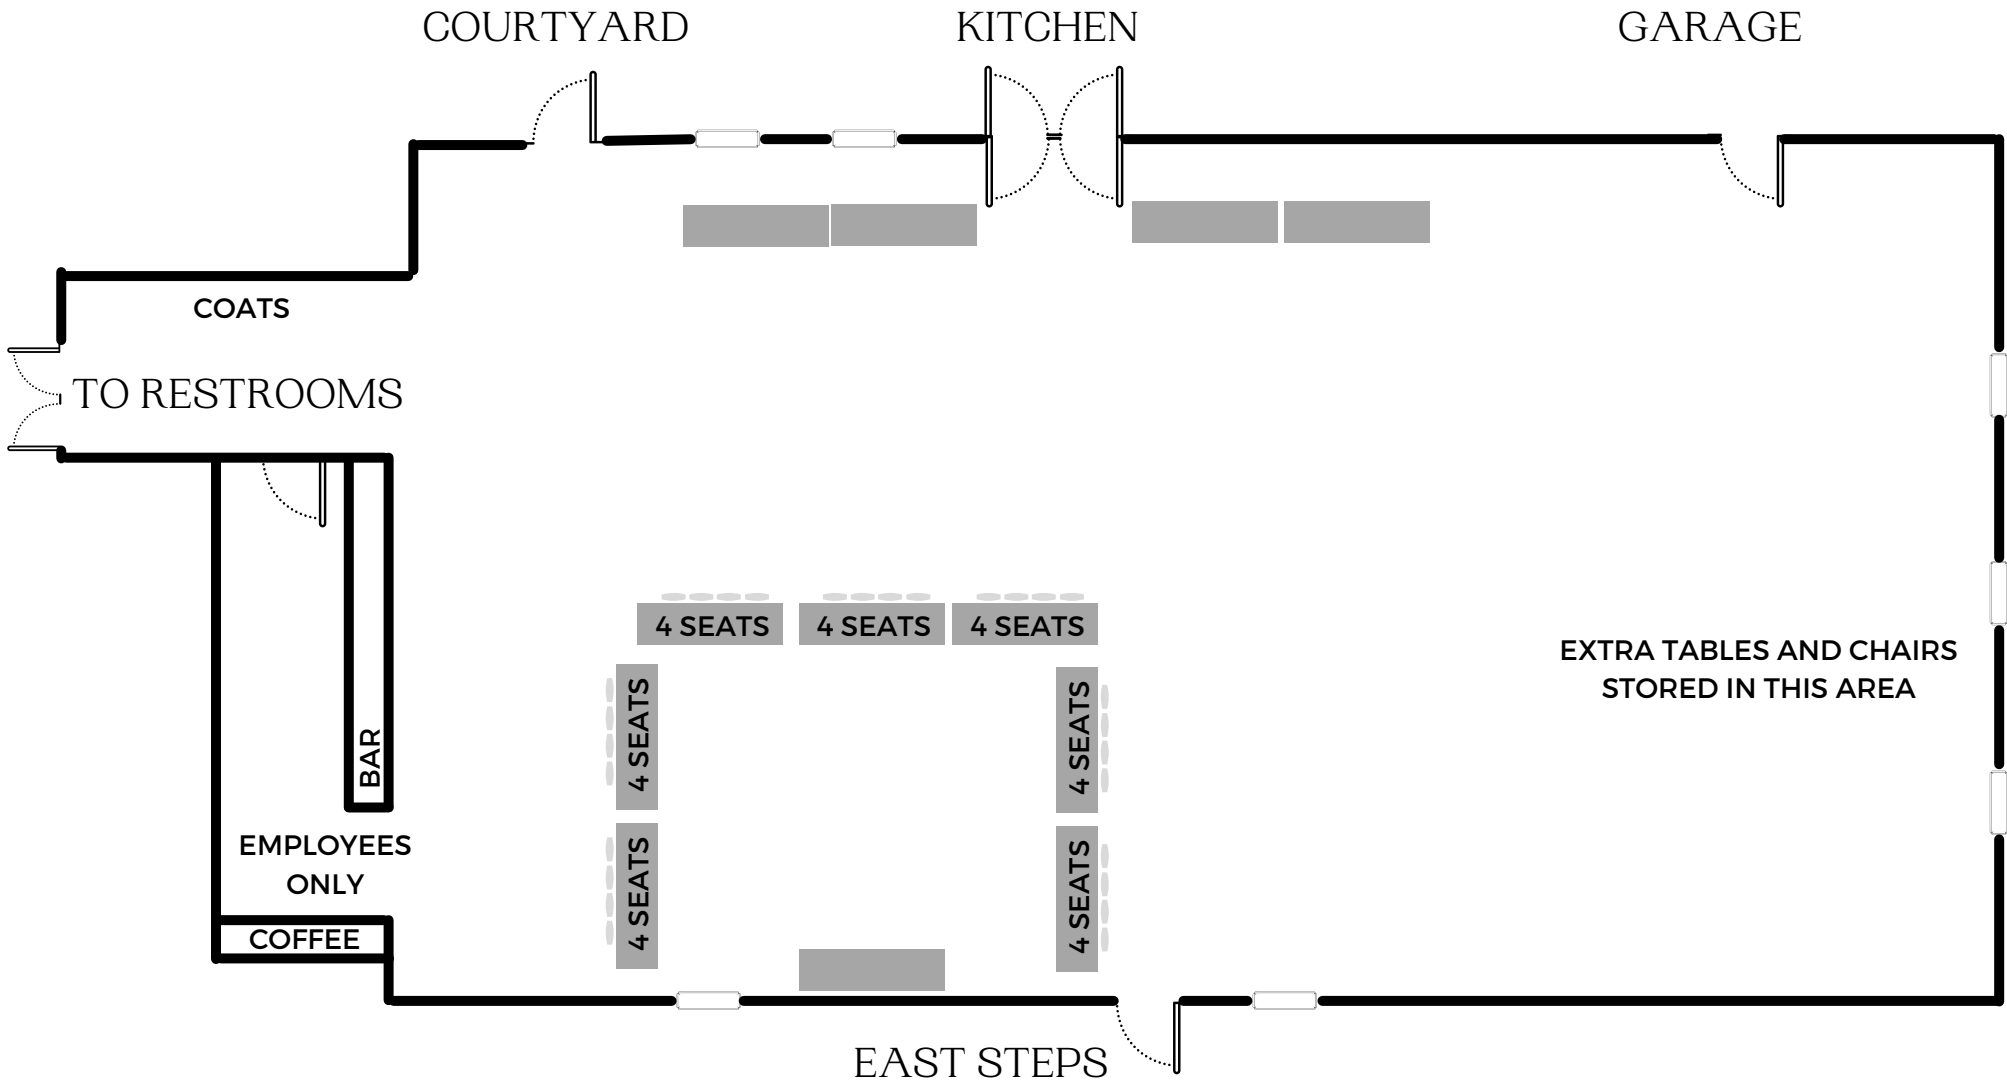 COURTYARD
KITCHEN
GARAGE
COATS
TO RESTROOMS
BAR
EMPLOYEES
ONLY
COFFEE
4 SEATS
4 SEATS
4 SEATS
4 SEATS
4 SEATS
4 SEATS
4 SEATS
EXTRA TABLES AND CHAIRS
STORED IN THIS AREA
EAST STEPS